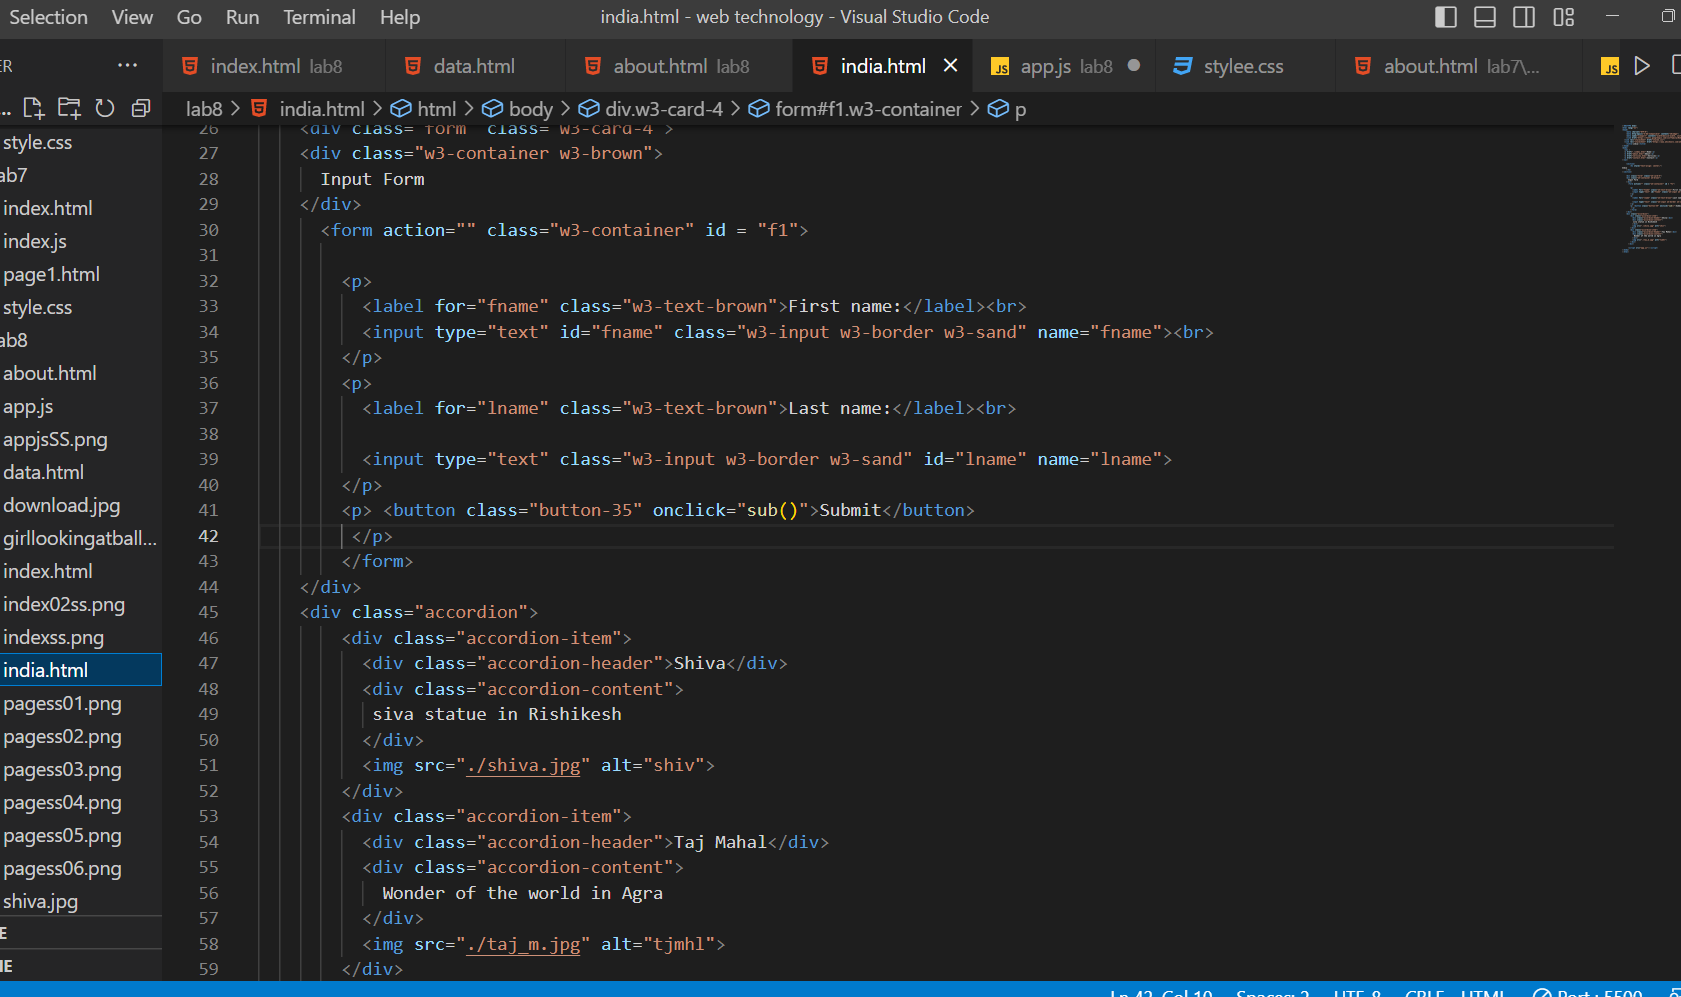 Selection View Go Run Terminal Help india.html - web technology - Visual Studio Code
ER ... index.html lab8 data.html about.html lab8 india.html app.js lab8 stylee.css about.html lab7\...
... lab8 > india.html > html > body > div.w3-card-4 > form#f1.w3-container > p
style.css
ab7
index.html
index.js
page1.html
style.css
ab8
about.html
app.js
appjsSS.png
data.html
download.jpg
girllookingatball...
index.html
index02ss.png
indexss.png
india.html
pagess01.png
pagess02.png
pagess03.png
pagess04.png
pagess05.png
pagess06.png
shiva.jpg
E
NE
26 <div class="form" class="w3-card-4">
27 <div class="w3-container w3-brown">
28 Input Form
29 </div>
30 <form action="" class="w3-container" id = "f1">
31
32 <p>
33 <label for="fname" class="w3-text-brown">First name:</label><br>
34 <input type="text" id="fname" class="w3-input w3-border w3-sand" name="fname"><br>
35 </p>
36 <p>
37 <label for="lname" class="w3-text-brown">Last name:</label><br>
38
39 <input type="text" class="w3-input w3-border w3-sand" id="lname" name="lname">
40 </p>
41 <p> <button class="button-35" onclick="sub()">Submit</button>
42 </p>
43 </form>
44 </div>
45 <div class="accordion">
46 <div class="accordion-item">
47 <div class="accordion-header">Shiva</div>
48 <div class="accordion-content">
49 siva statue in Rishikesh
50 </div>
51 <img src="./shiva.jpg" alt="shiv">
52 </div>
53 <div class="accordion-item">
54 <div class="accordion-header">Taj Mahal</div>
55 <div class="accordion-content">
56 Wonder of the world in Agra
57 </div>
58 <img src="./taj_m.jpg" alt="tjmhl">
59 </div>
Ln 42, Col 10 Spaces: 2 UTF-8 CRLF HTML Port : 5500